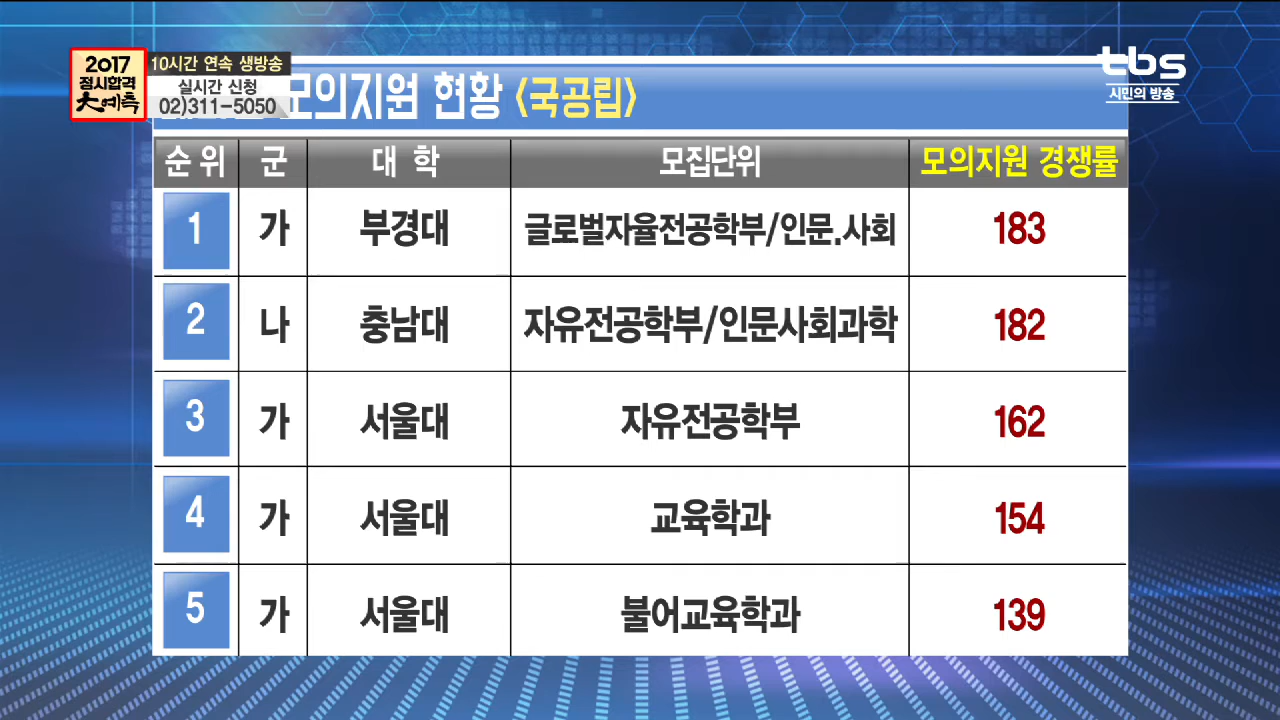 2017
정시합격
大예측
10시간 연속 생방송
실시간 신청
02)311-5050
모의지원 현황 〈국공립〉
tbs
시민의 방송
순 위 군 대 학 모집단위 모의지원 경쟁률
1 가 부경대 글로벌자율전공학부/인문.사회 183
2 나 충남대 자유전공학부/인문사회과학 182
3 가 서울대 자유전공학부 162
4 가 서울대 교육학과 154
5 가 서울대 불어교육학과 139